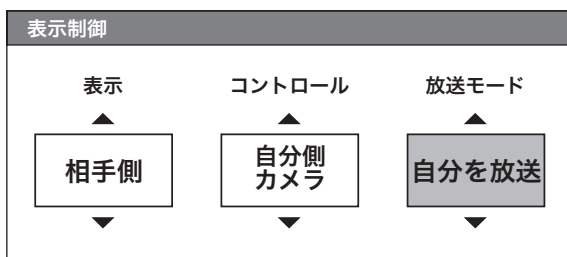 表示制御
表示
コントロール
放送モード
相手側
自分側
カメラ
自分を放送